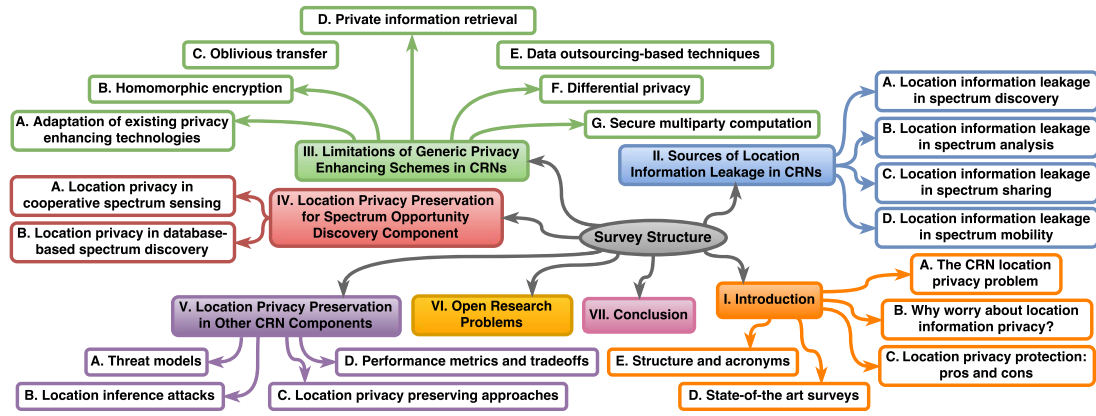 D. Private information retrieval
C. Oblivious transfer
E. Data outsourcing-based techniques
B. Homomorphic encryption
F. Differential privacy
A. Adaptation of existing privacy
enhancing technologies
G. Secure multiparty computation
III. Limitations of Generic Privacy
Enhancing Schemes in CRNs
II. Sources of Location
Information Leakage in CRNs
A. Location information leakage
in spectrum discovery
B. Location information leakage
in spectrum analysis
C. Location information leakage
in spectrum sharing
D. Location information leakage
in spectrum mobility
A. Location privacy in
cooperative spectrum sensing
B. Location privacy in database-
based spectrum discovery
IV. Location Privacy Preservation
for Spectrum Opportunity
Discovery Component
Survey Structure
V. Location Privacy Preservation
in Other CRN Components
VI. Open Research
Problems
VII. Conclusion
I. Introduction
A. The CRN location
privacy problem
B. Why worry about location
information privacy?
C. Location privacy protection:
pros and cons
A. Threat models
D. Performance metrics and tradeoffs
E. Structure and acronyms
B. Location inference attacks
C. Location privacy preserving approaches
D. State-of-the art surveys